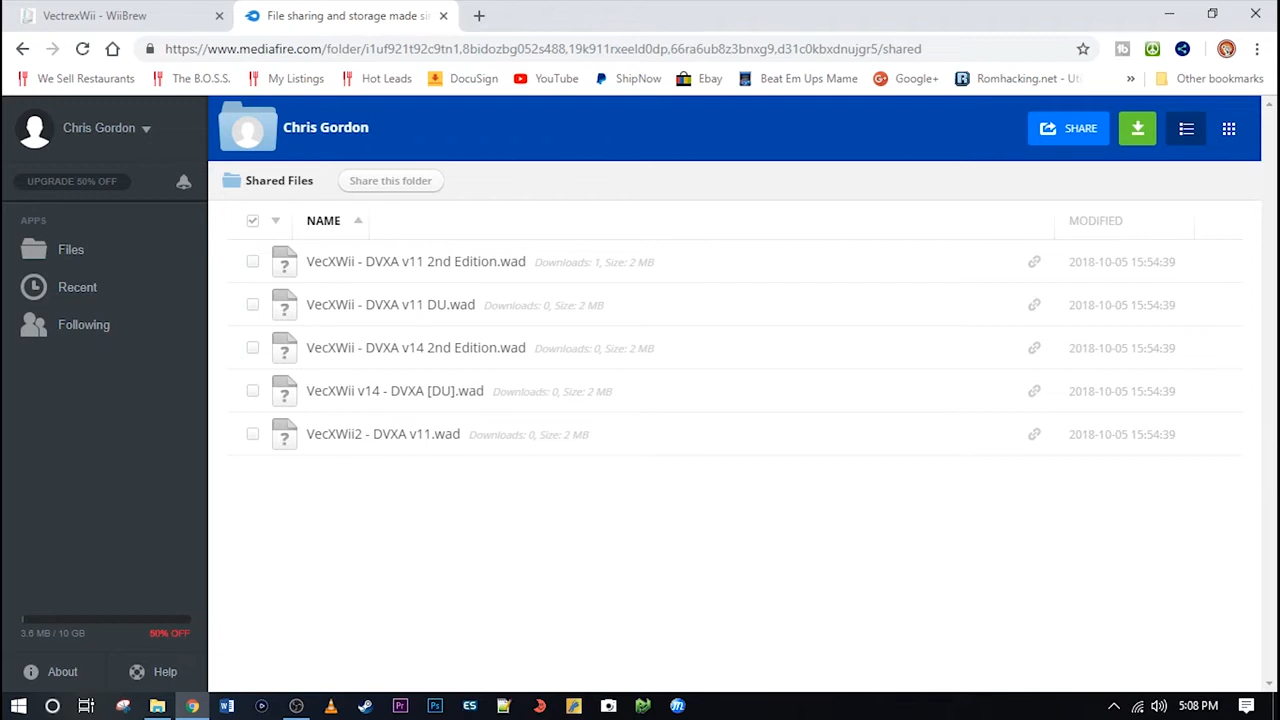 VectrexWii - WiiBrew
File sharing and storage made si
https://www.mediafire.com/folder/i1uf921t92c9tn1,8bidozbg052s488,19k911rxeeld0dp,66ra6ub8z3bnxg9,d31c0kbxdnujgr5/shared
We Sell Restaurants
The B.O.S.S.
My Listings
Hot Leads
DocuSign
YouTube
ShipNow
Ebay
Beat Em Ups Mame
Google+
Romhacking.net - Uti
»
Other bookmarks
Chris Gordon
Chris Gordon
SHARE
UPGRADE 50% OFF
Shared Files
Share this folder
APPS
Files
Recent
Following
NAME
MODIFIED
VecXWii - DVXA v11 2nd Edition.wad Downloads: 1, Size: 2 MB 2018-10-05 15:54:39
VecXWii - DVXA v11 DU.wad Downloads: 0, Size: 2 MB 2018-10-05 15:54:39
VecXWii - DVXA v14 2nd Edition.wad Downloads: 0, Size: 2 MB 2018-10-05 15:54:39
VecXWii v14 - DVXA [DU].wad Downloads: 0, Size: 2 MB 2018-10-05 15:54:39
VecXWii2 - DVXA v11.wad Downloads: 0, Size: 2 MB 2018-10-05 15:54:39
3.6 MB / 10 GB
50% OFF
About
Help
5:08 PM